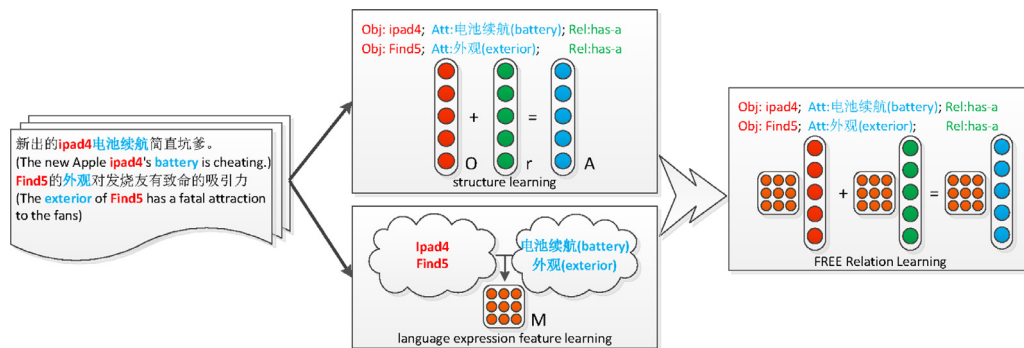 新出的ipad4电池续航简直坑爹。
(The new Apple ipad4's battery is cheating.)
Find5的外观对发烧友有致命的吸引力
(The exterior of Find5 has a fatal attraction
to the fans)
Obj: ipad4; Att:电池续航(battery); Rel:has-a
Obj: Find5; Att:外观(exterior); Rel:has-a
+ =
O r A
structure learning
Ipad4
Find5
电池续航(battery)
外观(exterior)
M
language expression feature learning
Obj: ipad4; Att:电池续航(battery); Rel:has-a
Obj: Find5; Att:外观(exterior); Rel:has-a
+ =
FREE Relation Learning